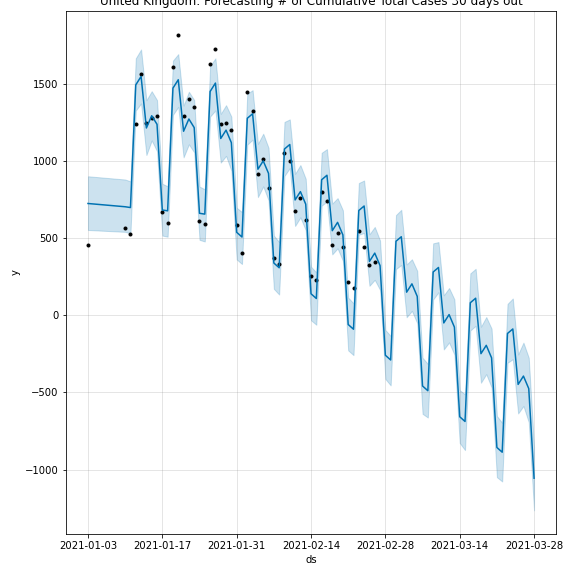 United Kingdom: Forecasting # of Cumulative Total Cases 30 days out
1500
1000
500
0
−500
−1000
y
2021-01-03 2021-01-17 2021-01-31 2021-02-14 2021-02-28 2021-03-14 2021-03-28
ds